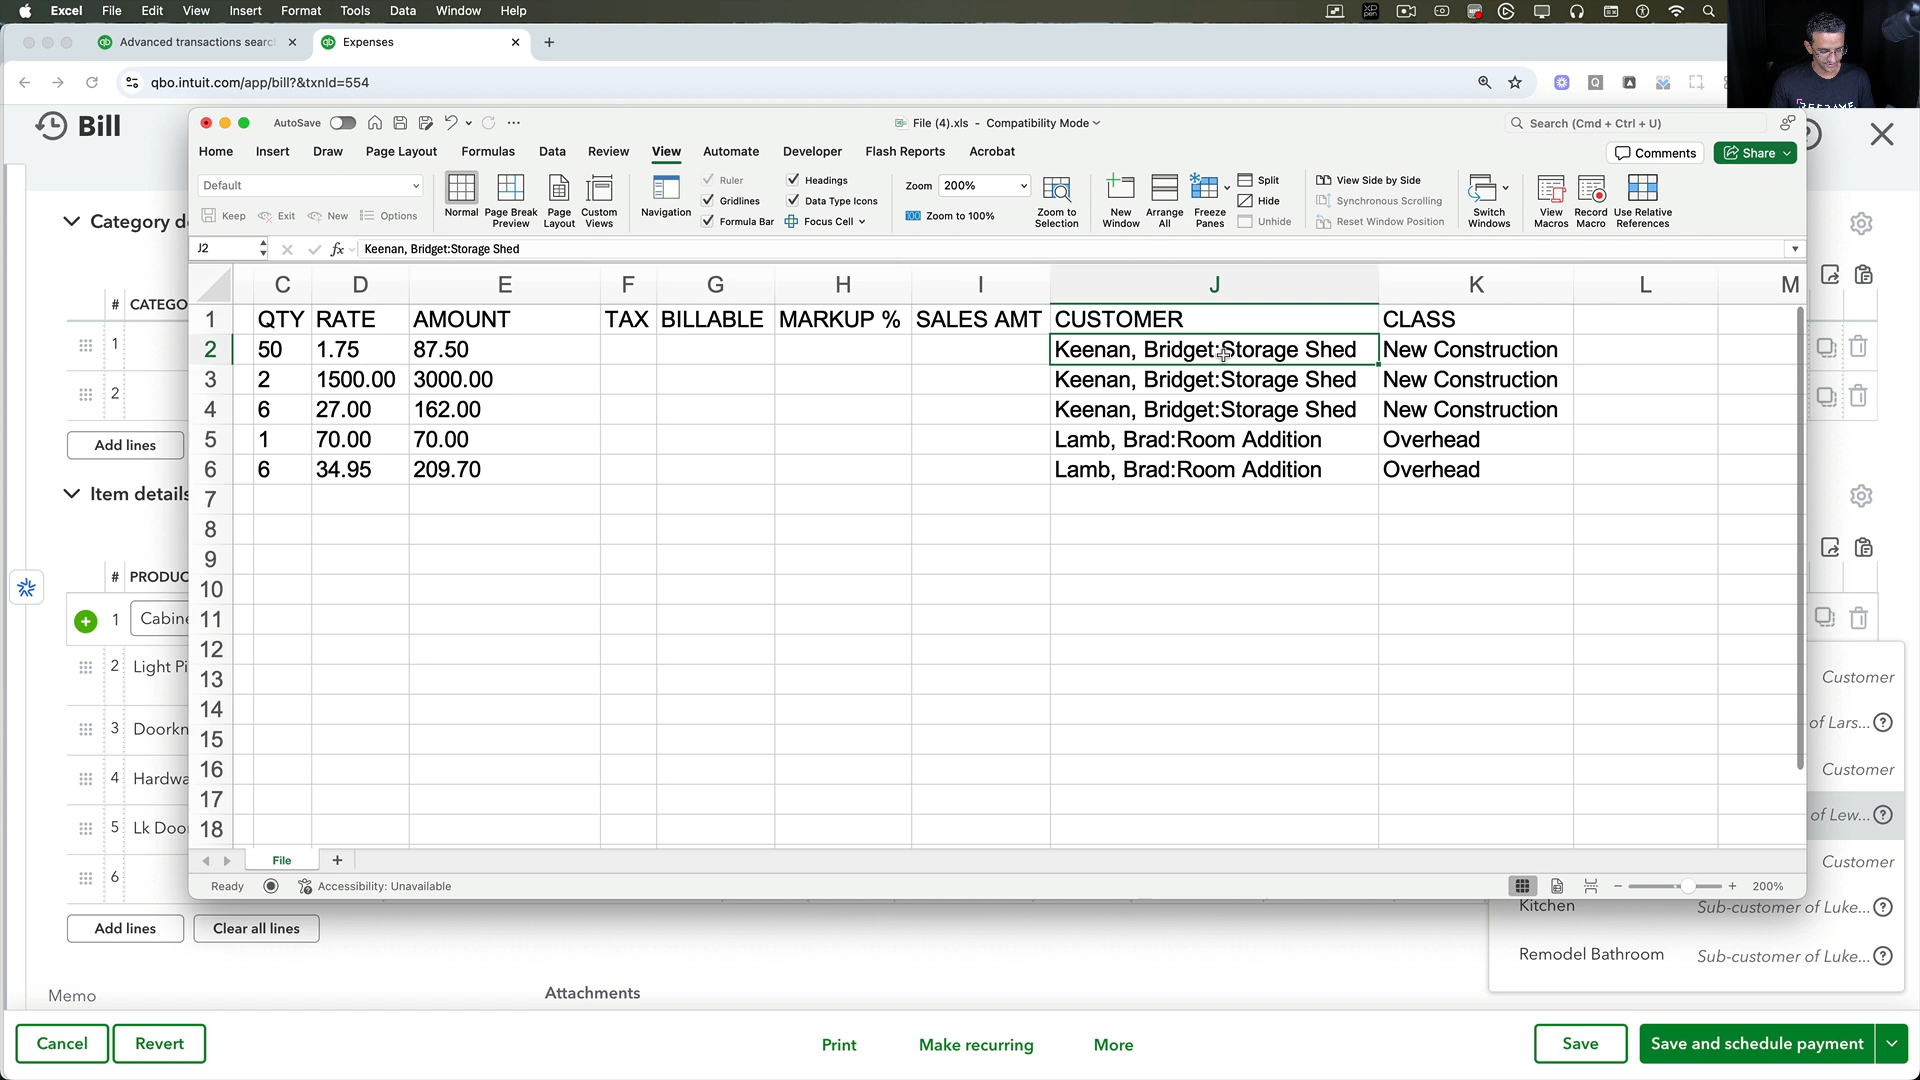 Excel File Edit View Insert Format Tools Data Window Help
Advanced transactions searc
Expenses
qbo.intuit.com/app/bill?&txnId=554
Bill
AutoSave
File (4).xls - Compatibility Mode
Search (Cmd + Ctrl + U)
Home Insert Draw Page Layout Formulas Data Review View Automate Developer Flash Reports Acrobat
Comments
Share
Default
Keep Exit New Options
Normal
Page Break Preview
Page Layout
Custom Views
Navigation
Ruler
Gridlines
Formula Bar
Headings
Data Type Icons
Focus Cell
Zoom 200%
Zoom to 100%
Zoom to Selection
New Window
Arrange All
Freeze Panes
Split
Hide
Unhide
View Side by Side
Synchronous Scrolling
Reset Window Position
Switch Windows
View Macros
Record Macro
Use Relative References
J2
fx
Keenan, Bridget:Storage Shed
C D E F G H I J K L M
1 QTY RATE AMOUNT TAX BILLABLE MARKUP % SALES AMT CUSTOMER CLASS
2 50 1.75 87.50 Keenan, Bridget:Storage Shed New Construction
3 2 1500.00 3000.00 Keenan, Bridget:Storage Shed New Construction
4 6 27.00 162.00 Keenan, Bridget:Storage Shed New Construction
5 1 70.00 70.00 Lamb, Brad:Room Addition Overhead
6 6 34.95 209.70 Lamb, Brad:Room Addition Overhead
7
8
9
10
11
12
13
14
15
16
17
18
File
Ready
Accessibility: Unavailable
200%
Category d
# CATEGO
1
2
Add lines
Item details
# PRODUC
1 Cabine
2 Light Pi
3 Doorkn
4 Hardwa
5 Lk Doo
6
Add lines
Clear all lines
Customer
of Lars...
Customer
of Lew...
Customer
Kitchen Sub-customer of Luke...
Remodel Bathroom Sub-customer of Luke...
Memo
Attachments
Cancel
Revert
Print
Make recurring
More
Save
Save and schedule payment